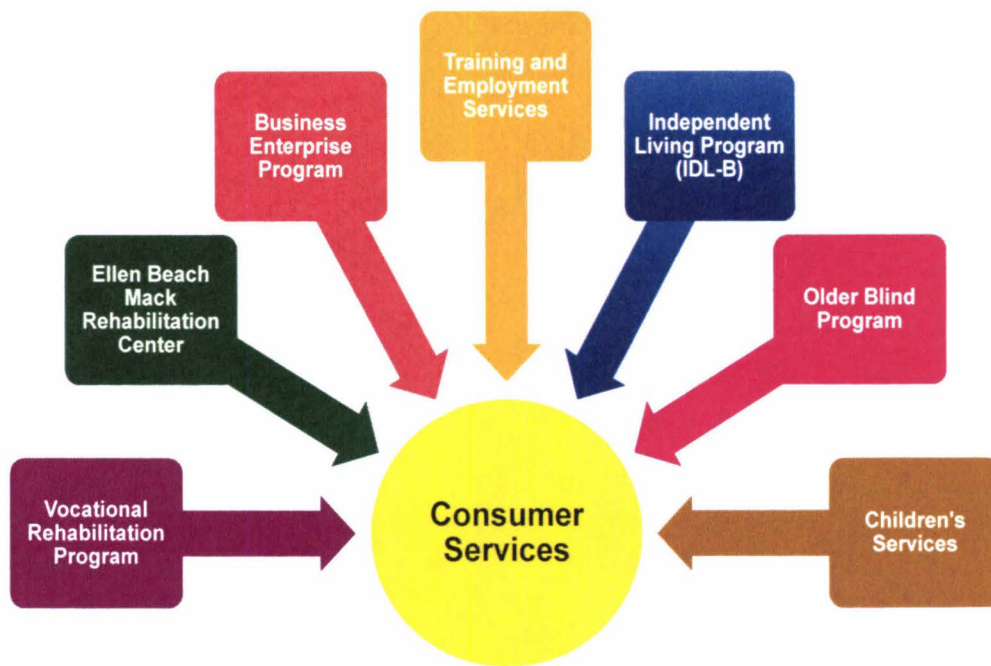 Training and
Employment
Services
Business
Enterprise
Program
Independent
Living Program
(IDL-B)
Ellen Beach
Mack
Rehabilitation
Center
Older Blind
Program
Vocational
Rehabilitation
Program
Consumer
Services
Children's
Services